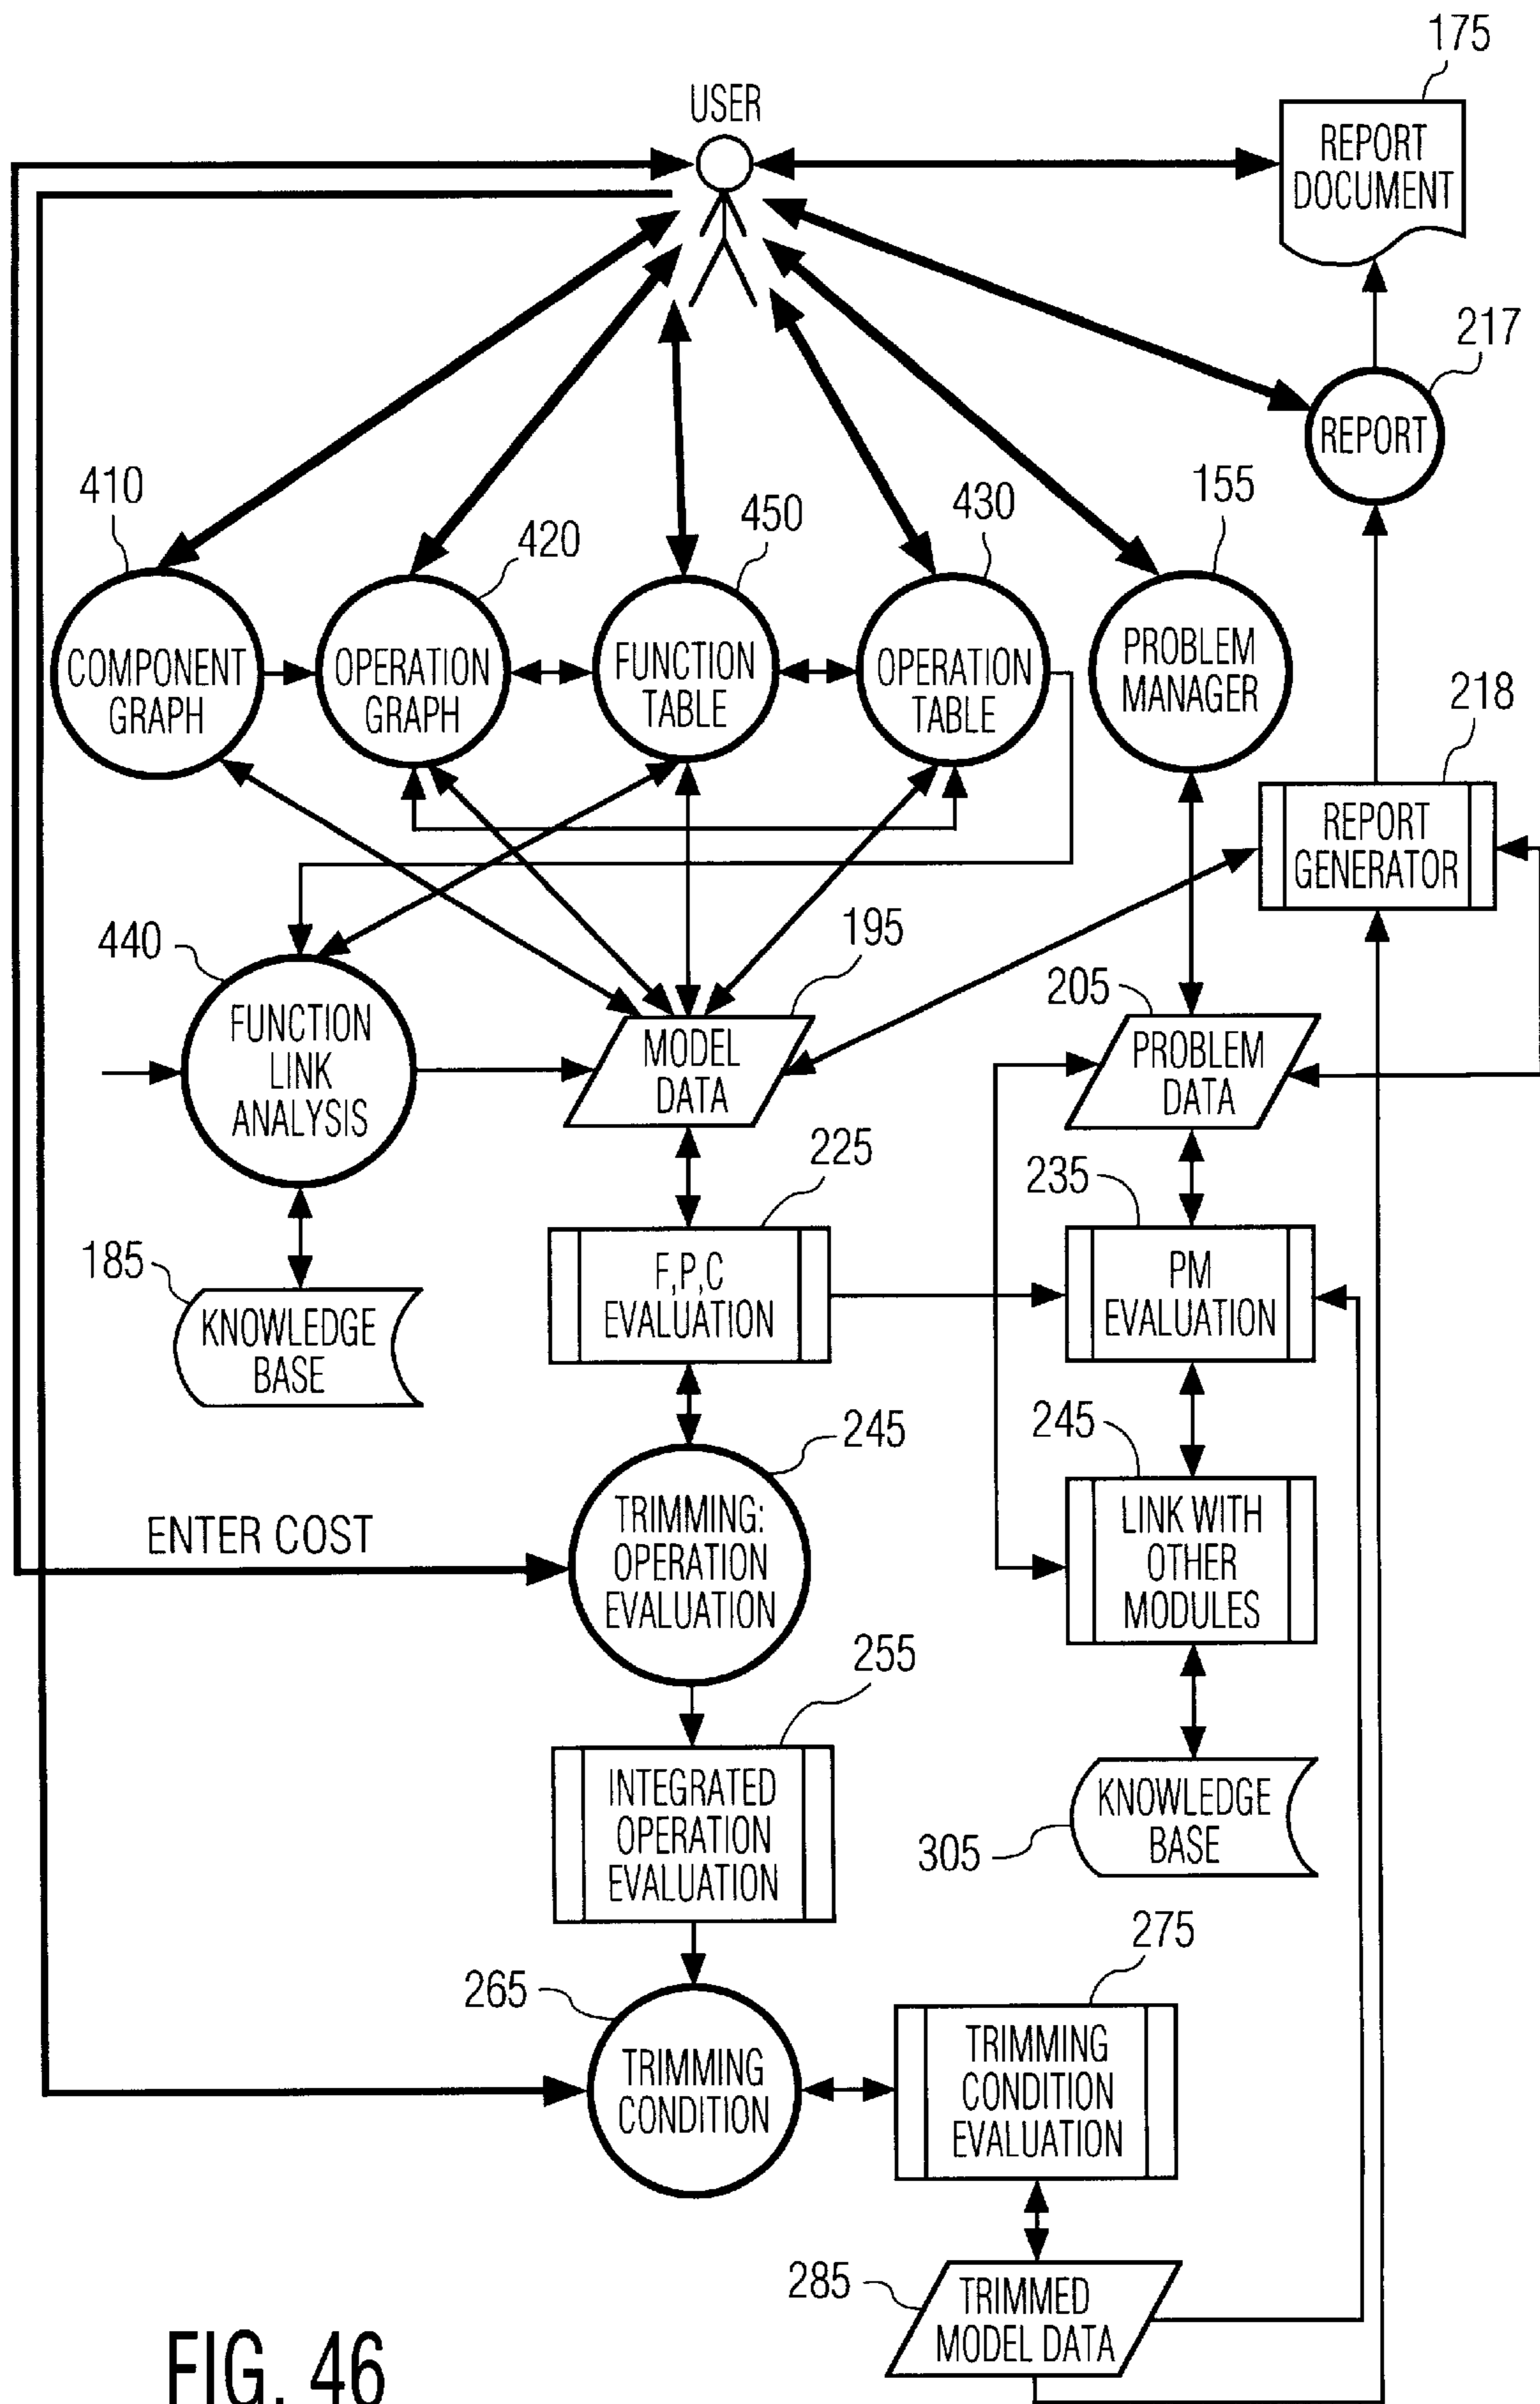 175
USER
REPORT
DOCUMENT
217
REPORT
410
420
450
430
155
COMPONENT
GRAPH
OPERATION
GRAPH
FUNCTION
TABLE
OPERATION
TABLE
PROBLEM
MANAGER
218
REPORT
GENERATOR
440
195
205
FUNCTION
LINK
ANALYSIS
MODEL
DATA
PROBLEM
DATA
225
235
185
F,P,C
EVALUATION
PM
EVALUATION
KNOWLEDGE
BASE
245
245
ENTER COST
TRIMMING:
OPERATION
EVALUATION
LINK WITH
OTHER
MODULES
255
INTEGRATED
OPERATION
EVALUATION
KNOWLEDGE
BASE
305
275
265
TRIMMING
CONDITION
TRIMMING
CONDITION
EVALUATION
285
TRIMMED
MODEL DATA
FIG. 46